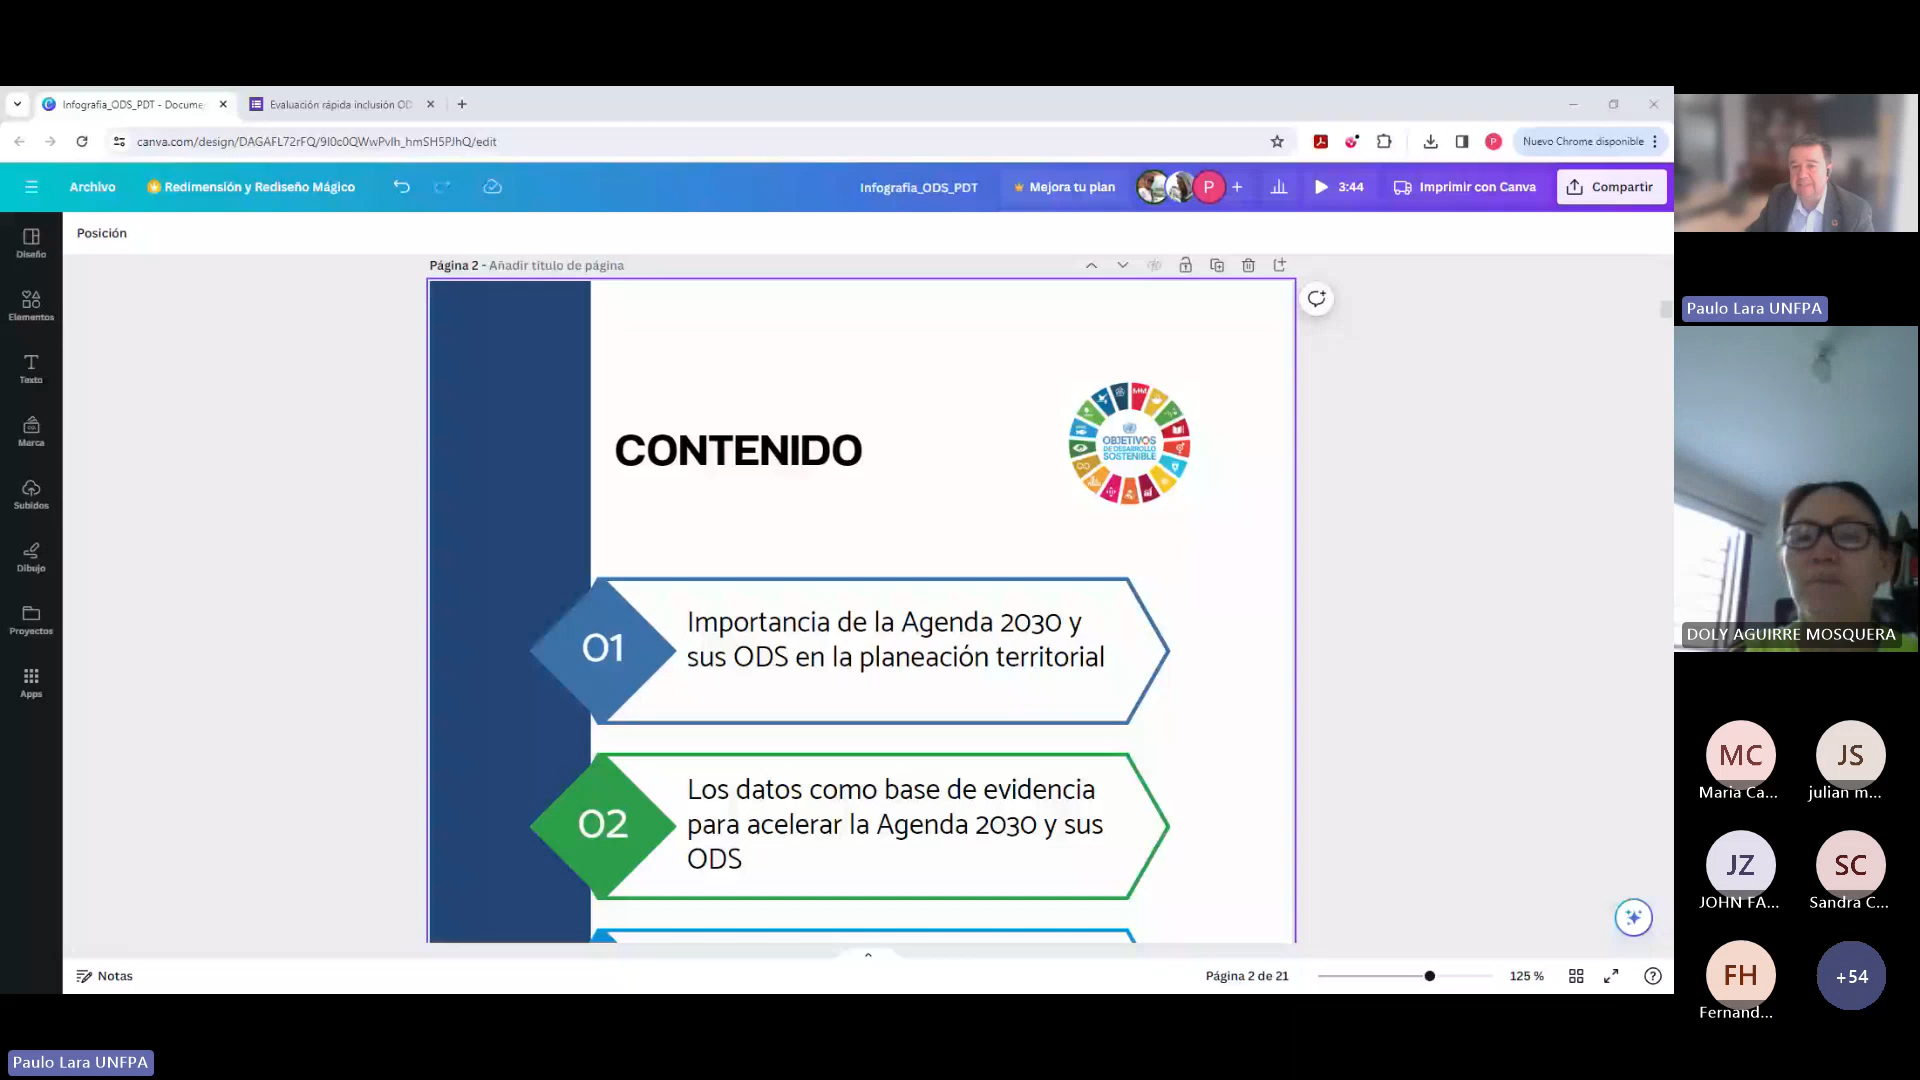 Infografia_ODS_PDT - Docume
Evaluación rápida inclusión OD
canva.com/design/DAGAFL72rFQ/9I0c0QWwPvIh_hmSH5PJhQ/edit
Nuevo Chrome disponible
Archivo
Redimensión y Rediseño Mágico
Infografia_ODS_PDT
Mejora tu plan
P
3:44
Imprimir con Canva
Compartir
Posición
Diseño
Elementos
Texto
Marca
Subidos
Dibujo
Proyectos
Apps
Página 2 - Añadir título de página
CONTENIDO
OBJETIVOS
DE DESARROLLO
SOSTENIBLE
01
Importancia de la Agenda 2030 y
sus ODS en la planeación territorial
02
Los datos como base de evidencia
para acelerar la Agenda 2030 y sus
ODS
Notas
Página 2 de 21
125 %
Paulo Lara UNFPA
DOLY AGUIRRE MOSQUERA
MC
Maria Ca...
JS
julian m...
JZ
JOHN FA...
SC
Sandra C...
FH
Fernand...
+54
Paulo Lara UNFPA